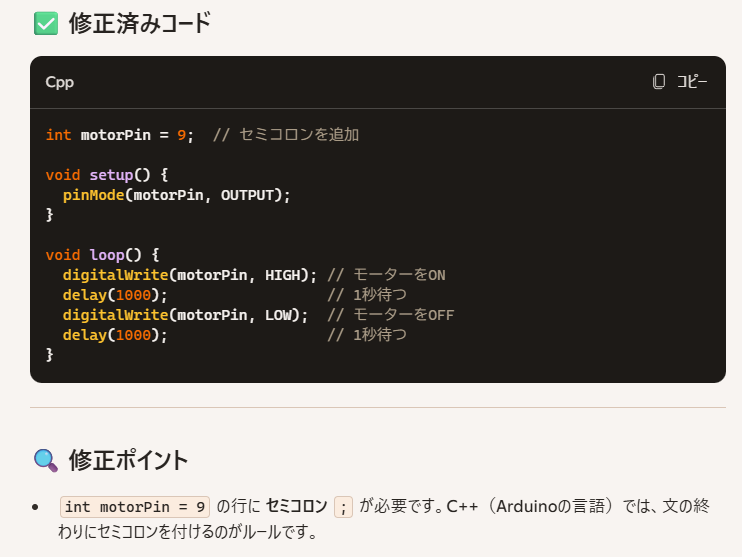 修正済みコード
Cpp
コピー
int motorPin = 9;  // セミコロンを追加
void setup() {
  pinMode(motorPin, OUTPUT);
}
void loop() {
  digitalWrite(motorPin, HIGH); // モーターをON
  delay(1000);                  // 1秒待つ
  digitalWrite(motorPin, LOW);  // モーターをOFF
  delay(1000);                  // 1秒待つ
}
修正ポイント
• int motorPin = 9 の行に セミコロン ; が必要です。C++（Arduinoの言語）では、文の終
わりにセミコロンを付けるのがルールです。